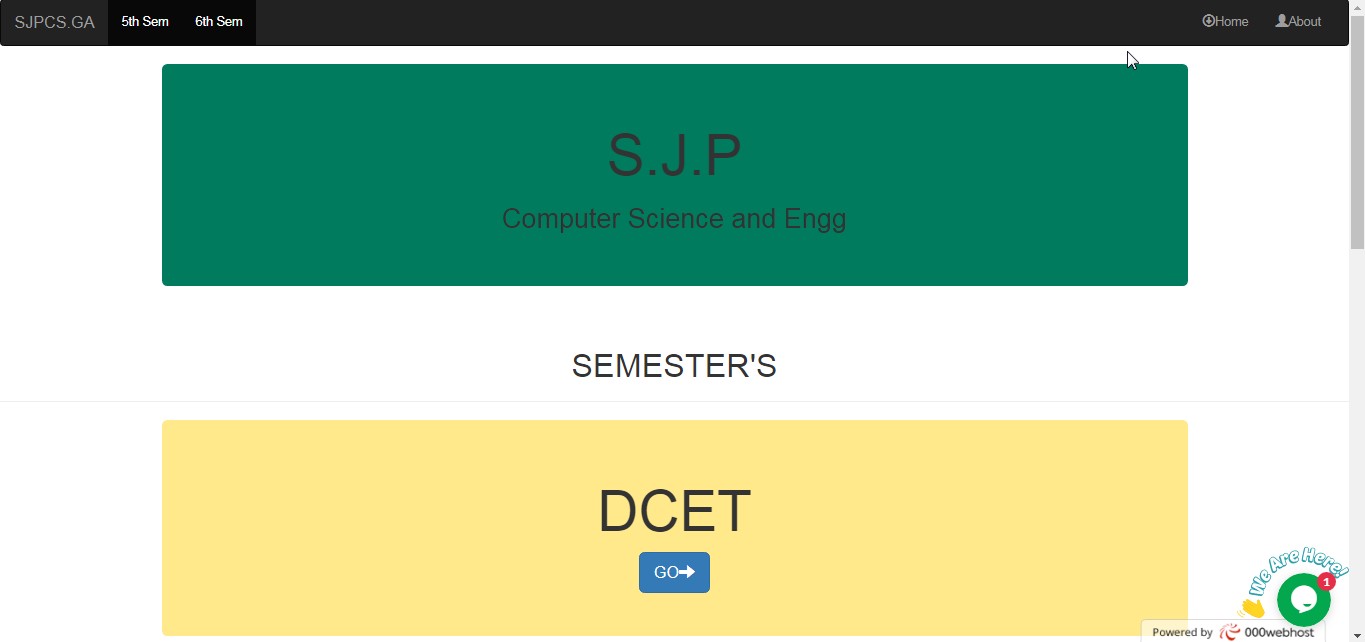 SJPCS.GA 5th Sem 6th Sem Home About
S.J.P
Computer Science and Engg
SEMESTER'S
DCET
GO
We Are Here!
1
Powered by 000webhost